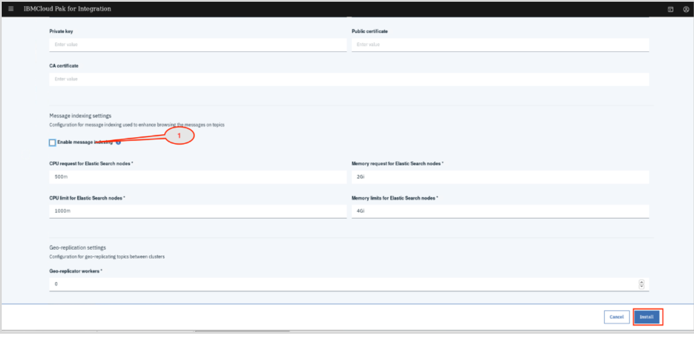 IBMCloud Pak for Integration
Private key
Public certificate
Enter value
Enter value
CA certificate
Enter value
Message indexing settings
Configuration for message indexing used to enhance browsing the messages on topics
1
Enable message indexing
CPU request for Elastic Search nodes *
Memory request for Elastic Search nodes *
500m
2Gi
CPU limit for Elastic Search nodes *
Memory limits for Elastic Search nodes *
1000m
4Gi
Geo-replication settings
Configuration for geo-replicating topics between clusters
Geo-replicator workers *
0
Cancel
Install